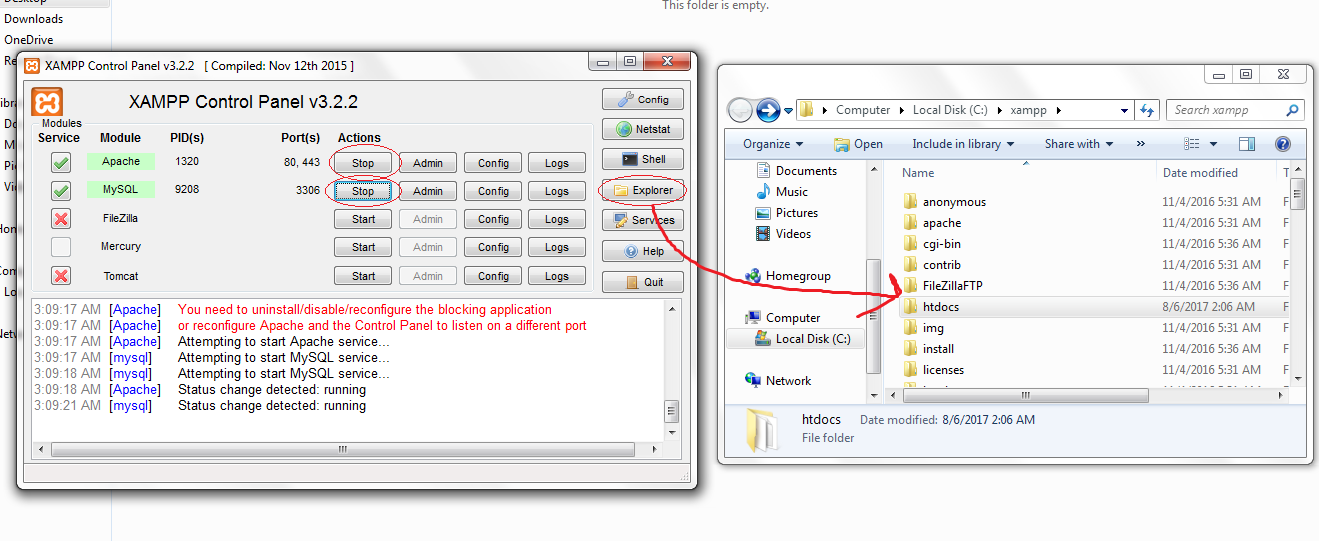 Desktop
This folder is empty.
Downloads
OneDrive
XAMPP Control Panel v3.2.2 [ Compiled: Nov 12th 2015 ]
XAMPP Control Panel v3.2.2
Modules
Service Module PID(s) Port(s) Actions
Apache 1320 80, 443 Stop Admin Config Logs
MySQL 9208 3306 Stop Admin Config Logs
FileZilla Start Admin Config Logs
Mercury Start Admin Config Logs
Tomcat Start Admin Config Logs
Config
Netstat
Shell
Explorer
Services
Help
Quit
3:09:17 AM [Apache] You need to uninstall/disable/reconfigure the blocking application
3:09:17 AM [Apache] or reconfigure Apache and the Control Panel to listen on a different port
3:09:17 AM [Apache] Attempting to start Apache service...
3:09:17 AM [mysql] Attempting to start MySQL service...
3:09:18 AM [mysql] Attempting to start MySQL service...
3:09:18 AM [Apache] Status change detected: running
3:09:21 AM [mysql] Status change detected: running
Computer Local Disk (C:) xampp Search xampp
Organize Open Include in library Share with »
Documents
Music
Pictures
Videos
Homegroup
Computer
Local Disk (C:)
Network
Name Date modified T
anonymous 11/4/2016 5:31 AM F
apache 11/4/2016 5:31 AM F
cgi-bin 11/4/2016 5:36 AM F
contrib 11/4/2016 5:31 AM F
FileZillaFTP 11/4/2016 5:36 AM F
htdocs 8/6/2017 2:06 AM F
img 11/4/2016 5:31 AM F
install 11/4/2016 5:36 AM F
licenses 11/4/2016 5:31 AM F
htdocs Date modified: 8/6/2017 2:06 AM
File folder